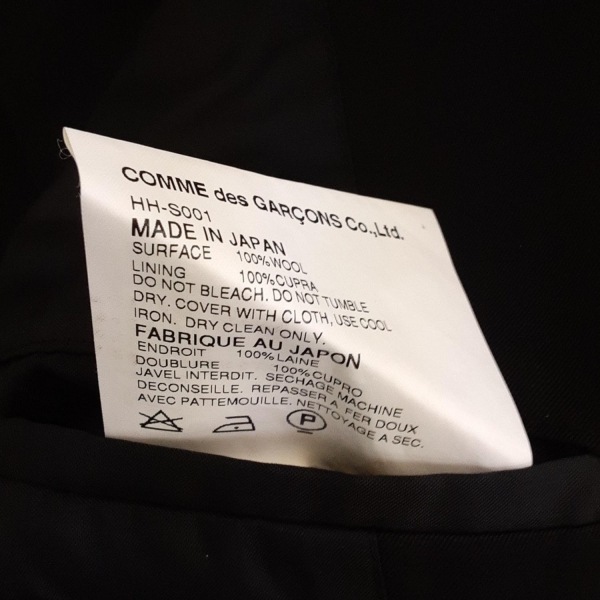 COMME des GARÇONS Co.,Ltd.
HH-S001
MADE IN JAPAN
SURFACE 100%WOOL
LINING 100%CUPRA
DO NOT BLEACH. DO NOT TUMBLE
DRY. COVER WITH CLOTH, USE COOL
IRON. DRY CLEAN ONLY.
FABRIQUE AU JAPON
ENDROIT 100%LAINE
DOUBLURE 100%CUPRO
JAVEL INTERDIT. SECHAGE MACHINE
DECONSEILLE. REPASSER A FER DOUX
AVEC PATTEMOUILLE. NETTOYAGE A SEC.
P